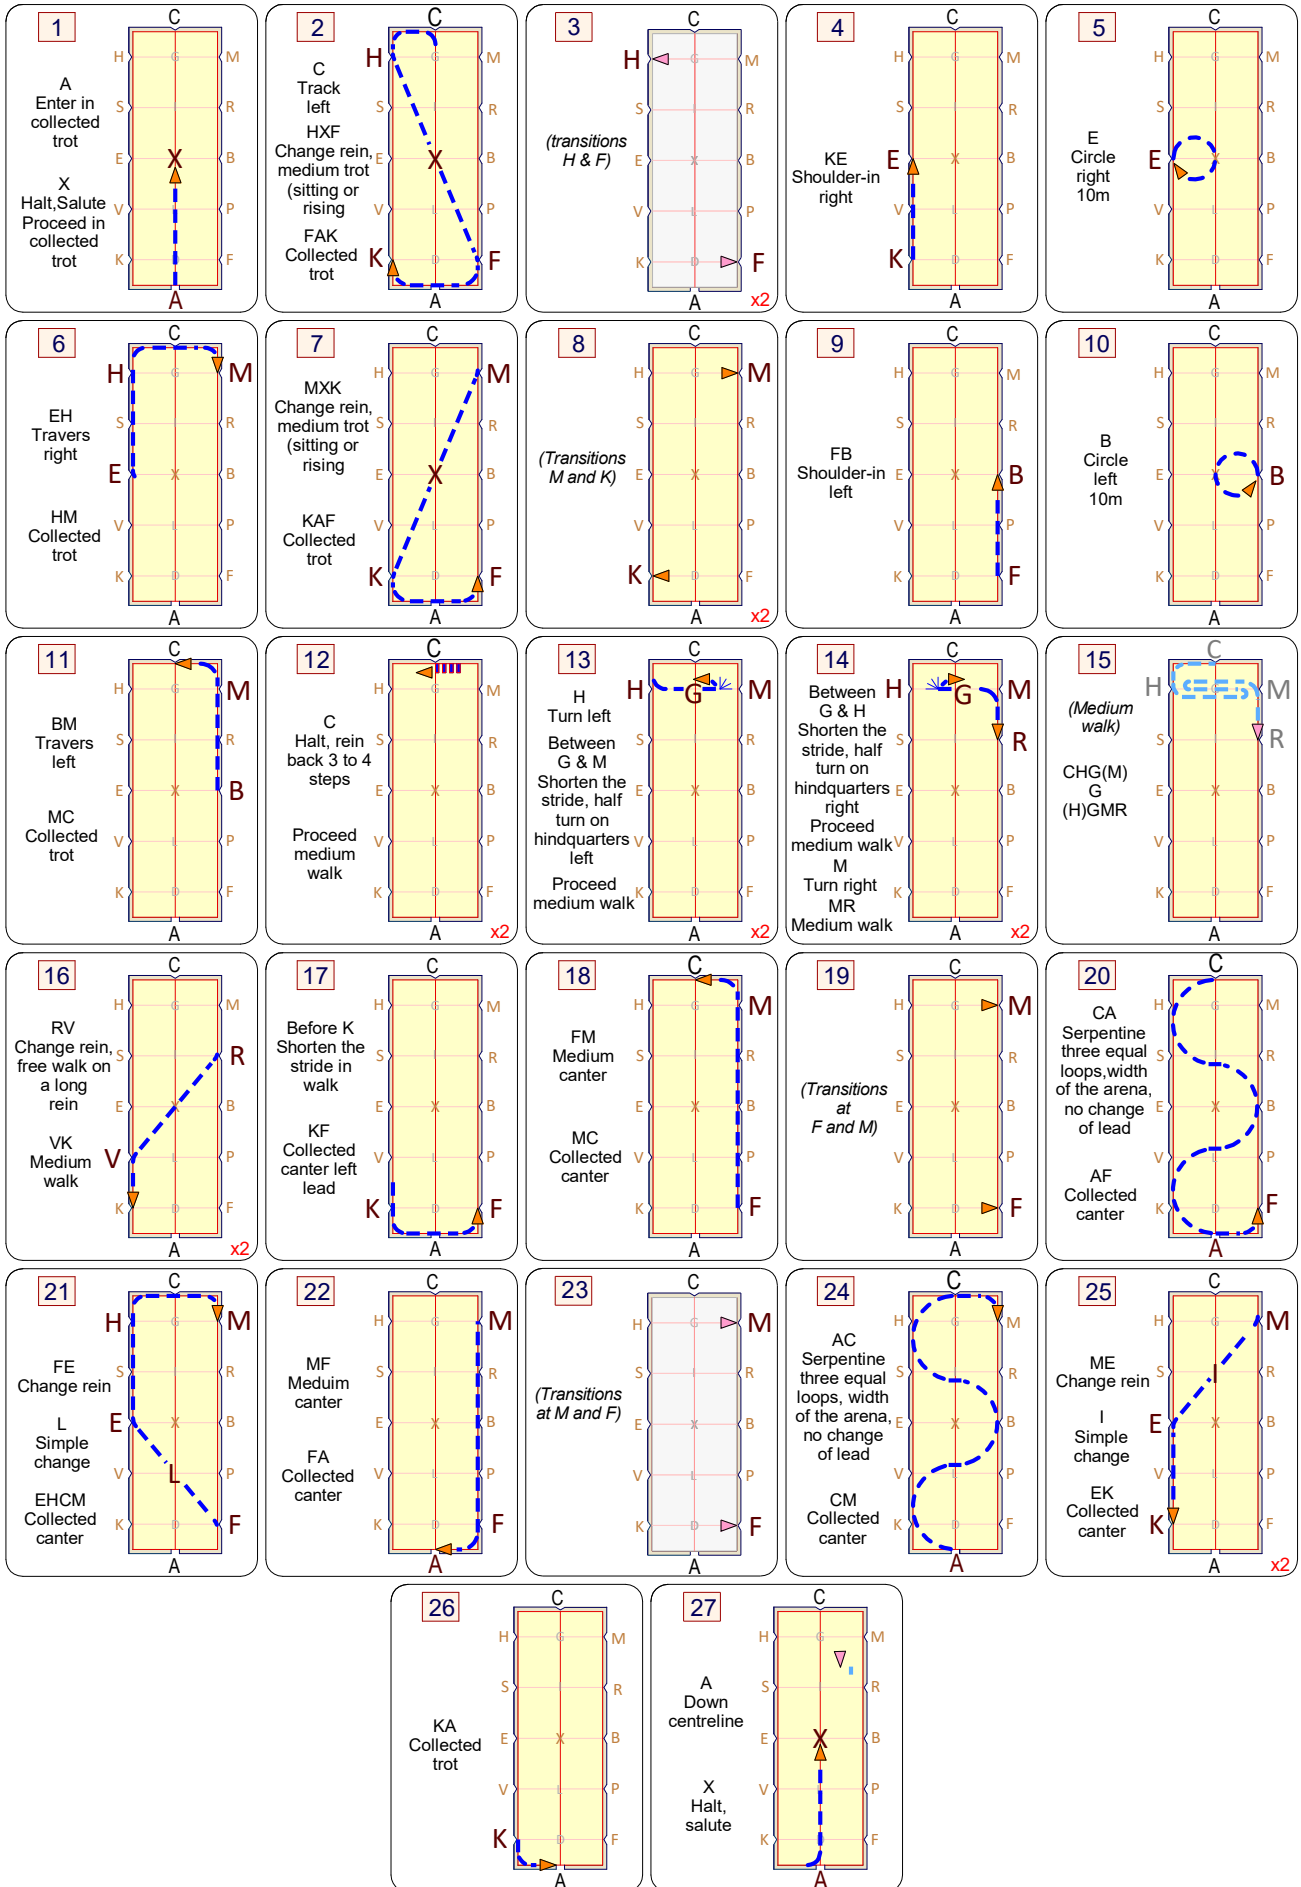 1
A
Enter in
collected
trot
X
Halt,Salute
Proceed in
collected
trot
C
H G M
S I R
E X B
V L P
K D F
A
2
C
Track
left
HXF
Change rein,
medium trot
(sitting or
rising
FAK
Collected
trot
C
H G M
S I R
E X B
V L P
K D F
A
3
(transitions
H & F)
C
H G M
S I R
E X B
V L P
K D F
A
x2
4
KE
Shoulder-in
right
C
H G M
S I R
E X B
V L P
K D F
A
5
E
Circle
right
10m
C
H G M
S I R
E X B
V L P
K D F
A
6
EH
Travers
right
HM
Collected
trot
C
H G M
S I R
E X B
V L P
K D F
A
7
MXK
Change rein,
medium trot
(sitting or
rising
KAF
Collected
trot
C
H G M
S I R
E X B
V L P
K D F
A
8
(Transitions
M and K)
C
H G M
S I R
E X B
V L P
K D F
A
x2
9
FB
Shoulder-in
left
C
H G M
S I R
E X B
V L P
K D F
A
10
B
Circle
left
10m
C
H G M
S I R
E X B
V L P
K D F
A
11
BM
Travers
left
MC
Collected
trot
C
H G M
S I R
E X B
V L P
K D F
A
12
C
Halt, rein
back 3 to 4
steps
Proceed
medium
walk
C
H G M
S I R
E X B
V L P
K D F
A
x2
13
H
Turn left
Between
G & M
Shorten the
stride, half
turn on
hindquarters
left
Proceed
medium walk
C
H G M
S I R
E X B
V L P
K D F
A
x2
14
Between
G & H
Shorten the
stride, half
turn on
hindquarters
right
Proceed
medium walk
M
Turn right
MR
Medium walk
C
H G M
S I R
E X B
V L P
K D F
A
x2
15
(Medium
walk)
CHG(M)
G
(H)GMR
C
H G M
S I R
E X B
V L P
K D F
A
16
RV
Change rein,
free walk on
a long
rein
VK
Medium
walk
C
H G M
S I R
E X B
V L P
K D F
A
x2
17
Before K
Shorten the
stride in
walk
KF
Collected
canter left
lead
C
H G M
S I R
E X B
V L P
K D F
A
18
FM
Medium
canter
MC
Collected
canter
C
H G M
S I R
E X B
V L P
K D F
A
19
(Transitions
at
F and M)
C
H G M
S I R
E X B
V L P
K D F
A
20
CA
Serpentine
three equal
loops,width
of the arena,
no change
of lead
AF
Collected
canter
C
H G M
S I R
E X B
V L P
K D F
A
21
FE
Change rein
L
Simple
change
EHCM
Collected
canter
C
H G M
S I R
E X B
V L P
K D F
A
22
MF
Meduim
canter
FA
Collected
canter
C
H G M
S I R
E X B
V L P
K D F
A
23
(Transitions
at M and F)
C
H G M
S I R
E X B
V L P
K D F
A
24
AC
Serpentine
three equal
loops, width
of the arena,
no change
of lead
CM
Collected
canter
C
H G M
S I R
E X B
V L P
K D F
A
25
ME
Change rein
I
Simple
change
EK
Collected
canter
C
H G M
S I R
E X B
V L P
K D F
A
x2
26
KA
Collected
trot
C
H G M
S I R
E X B
V L P
K D F
A
27
A
Down
centreline
X
Halt,
salute
C
H G M
S I R
E X B
V L P
K D F
A